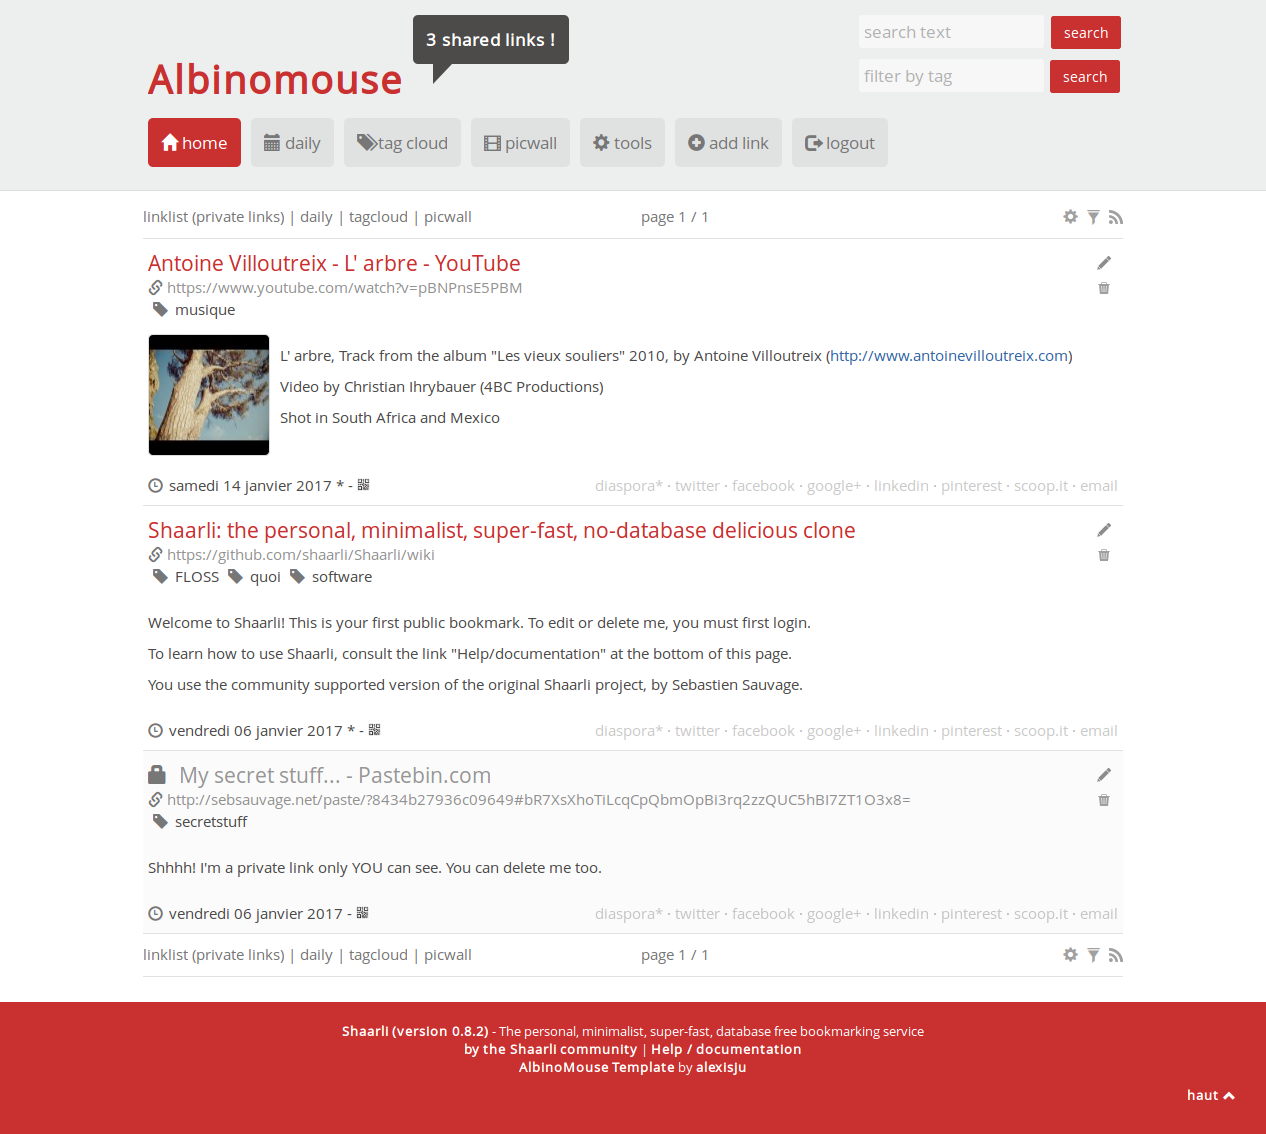 3 shared links !
search text search
Albinomouse
filter by tag search
home daily tag cloud picwall tools add link logout
linklist (private links) | daily | tagcloud | picwall page 1 / 1
Antoine Villoutreix - L' arbre - YouTube
https://www.youtube.com/watch?v=pBNPnsE5PBM
musique
L' arbre, Track from the album "Les vieux souliers" 2010, by Antoine Villoutreix (http://www.antoinevilloutreix.com)
Video by Christian Ihrybauer (4BC Productions)
Shot in South Africa and Mexico
samedi 14 janvier 2017 * - diaspora* · twitter · facebook · google+ · linkedin · pinterest · scoop.it · email
Shaarli: the personal, minimalist, super-fast, no-database delicious clone
https://github.com/shaarli/Shaarli/wiki
FLOSS quoi software
Welcome to Shaarli! This is your first public bookmark. To edit or delete me, you must first login.
To learn how to use Shaarli, consult the link "Help/documentation" at the bottom of this page.
You use the community supported version of the original Shaarli project, by Sebastien Sauvage.
vendredi 06 janvier 2017 * - diaspora* · twitter · facebook · google+ · linkedin · pinterest · scoop.it · email
My secret stuff... - Pastebin.com
http://sebsauvage.net/paste/?8434b27936c09649#bR7XsXhoTiLcqCpQbmOpBi3rq2zzQUC5hBI7ZT1O3x8=
secretstuff
Shhhh! I'm a private link only YOU can see. You can delete me too.
vendredi 06 janvier 2017 - diaspora* · twitter · facebook · google+ · linkedin · pinterest · scoop.it · email
linklist (private links) | daily | tagcloud | picwall page 1 / 1
Shaarli (version 0.8.2) - The personal, minimalist, super-fast, database free bookmarking service
by the Shaarli community | Help / documentation
AlbinoMouse Template by alexisju
haut